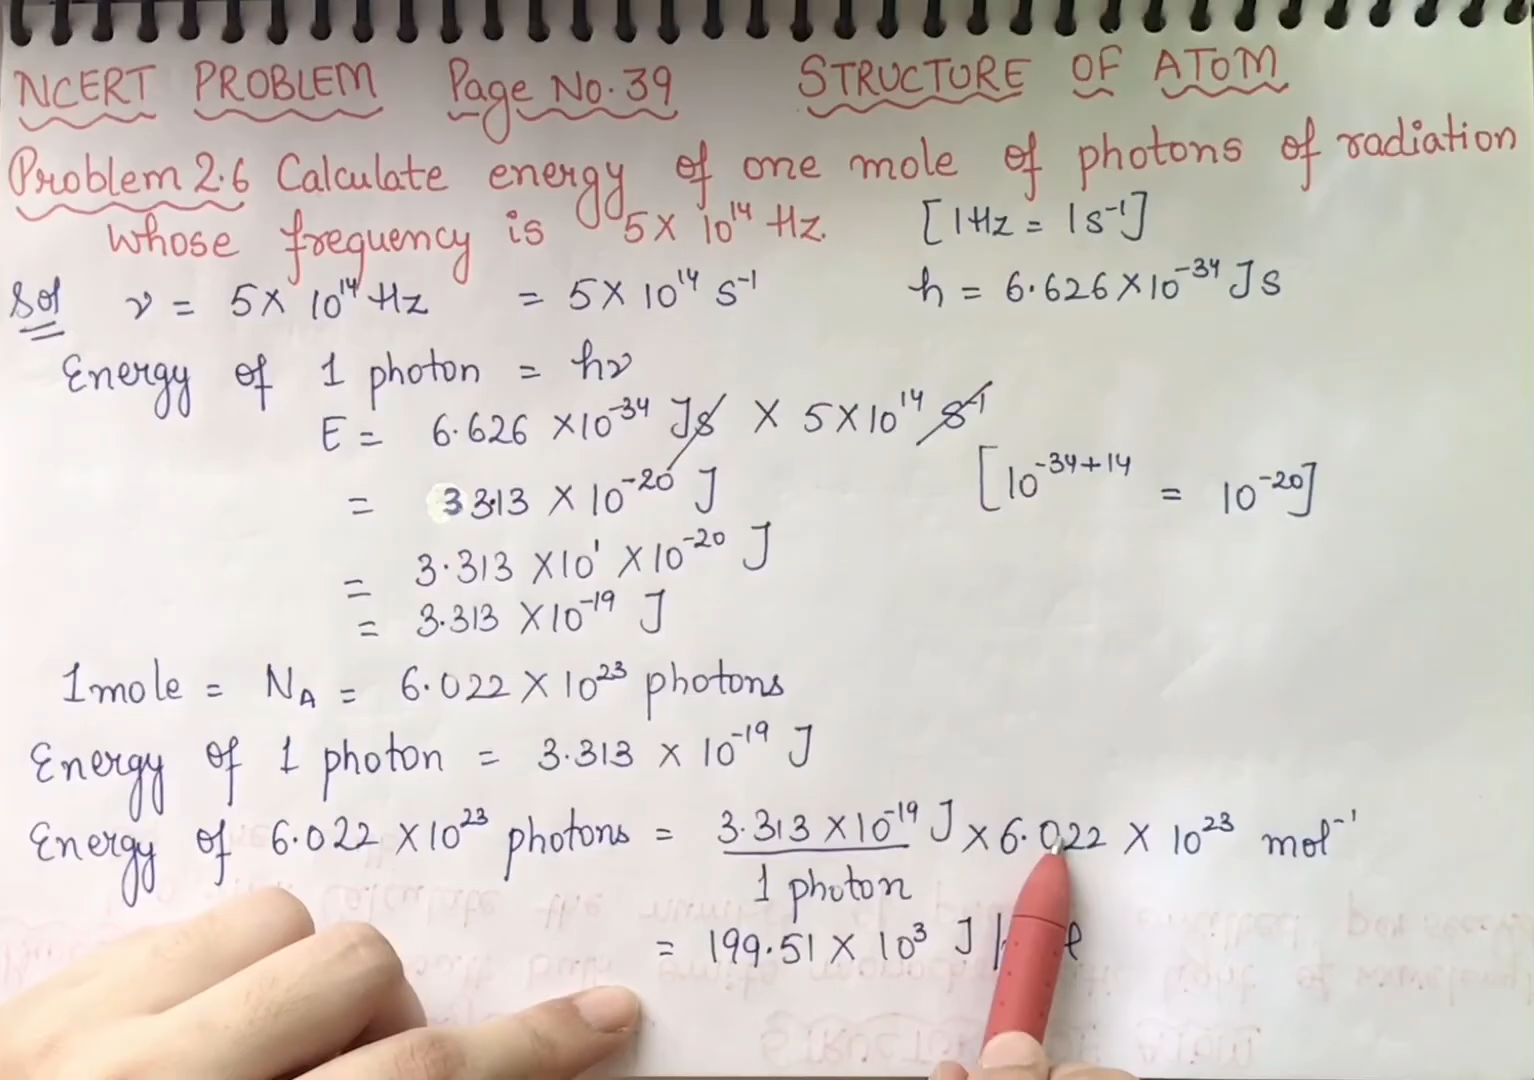 NCERT PROBLEM Page No. 39 STRUCTURE OF ATOM
Problem 2.6 Calculate energy of one mole of photons of radiation
whose frequency is 5 × 10¹⁴ Hz. [1Hz = 1s⁻¹]
Sol ν = 5 × 10¹⁴ Hz = 5 × 10¹⁴ s⁻¹ h = 6.626 × 10⁻³⁴ Js
Energy of 1 photon = hν
E = 6.626 × 10⁻³⁴ Js × 5 × 10¹⁴ s⁻¹
= 33.13 × 10⁻²⁰ J [10⁻³⁴⁺¹⁴ = 10⁻²⁰]
= 3.313 × 10¹ × 10⁻²⁰ J
= 3.313 × 10⁻¹⁹ J
1 mole = N_A = 6.022 × 10²³ photons
Energy of 1 photon = 3.313 × 10⁻¹⁹ J
Energy of 6.022 × 10²³ photons = 3.313 × 10⁻¹⁹ J × 6.022 × 10²³ mol⁻¹
1 photon
= 199.51 × 10³ J